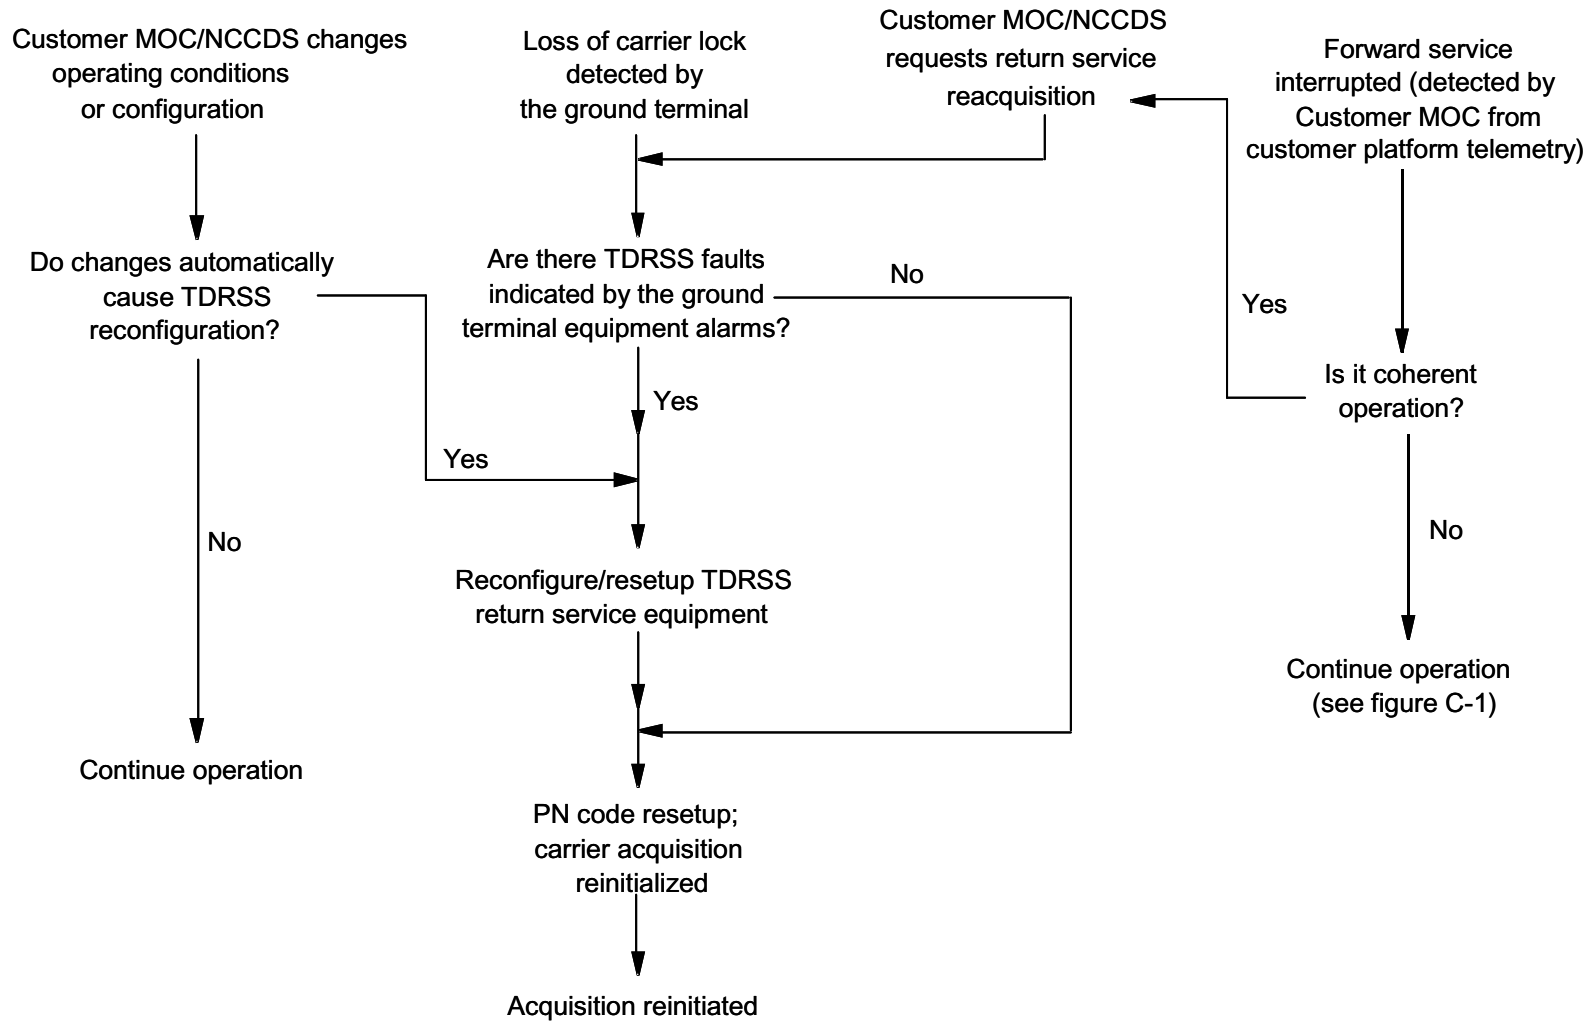 Customer MOC/NCCDS changes
operating conditions
or configuration
Loss of carrier lock
detected by
the ground terminal
Customer MOC/NCCDS
requests return service
reacquisition
Forward service
interrupted (detected by
Customer MOC from
customer platform telemetry)
Do changes automatically
cause TDRSS
reconfiguration?
Are there TDRSS faults
indicated by the ground
terminal equipment alarms?
No
Yes
Is it coherent
operation?
Yes
Yes
No
No
Reconfigure/resetup TDRSS
return service equipment
Continue operation
(see figure C-1)
Continue operation
PN code resetup;
carrier acquisition
reinitialized
Acquisition reinitiated